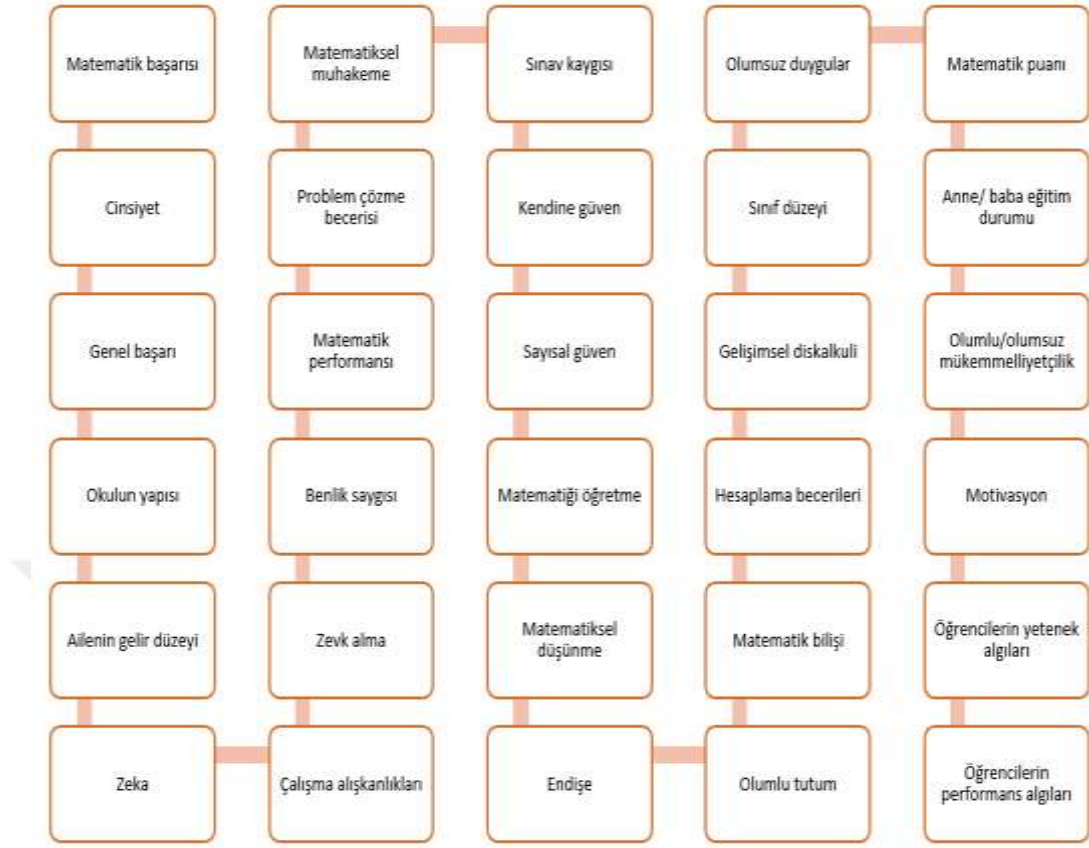 Matematik başarısı
Cinsiyet
Genel başarı
Okulun yapısı
Ailenin gelir düzeyi
Zeka
Çalışma alışkanlıkları
Zevk alma
Benlik saygısı
Matematik
performansı
Problem çözme
becerisi
Matematiksel
muhakeme
Sınav kaygısı
Kendine güven
Sayısal güven
Matematiği öğretme
Matematiksel
düşünme
Endişe
Olumlu tutum
Matematik bilişi
Hesaplama becerileri
Gelişimsel diskalkuli
Sınıf düzeyi
Olumsuz duygular
Matematik puanı
Anne/ baba eğitim
durumu
Olumlu/olumsuz
mükemmelliyetçilik
Motivasyon
Öğrencilerin yetenek
algıları
Öğrencilerin
performans algıları